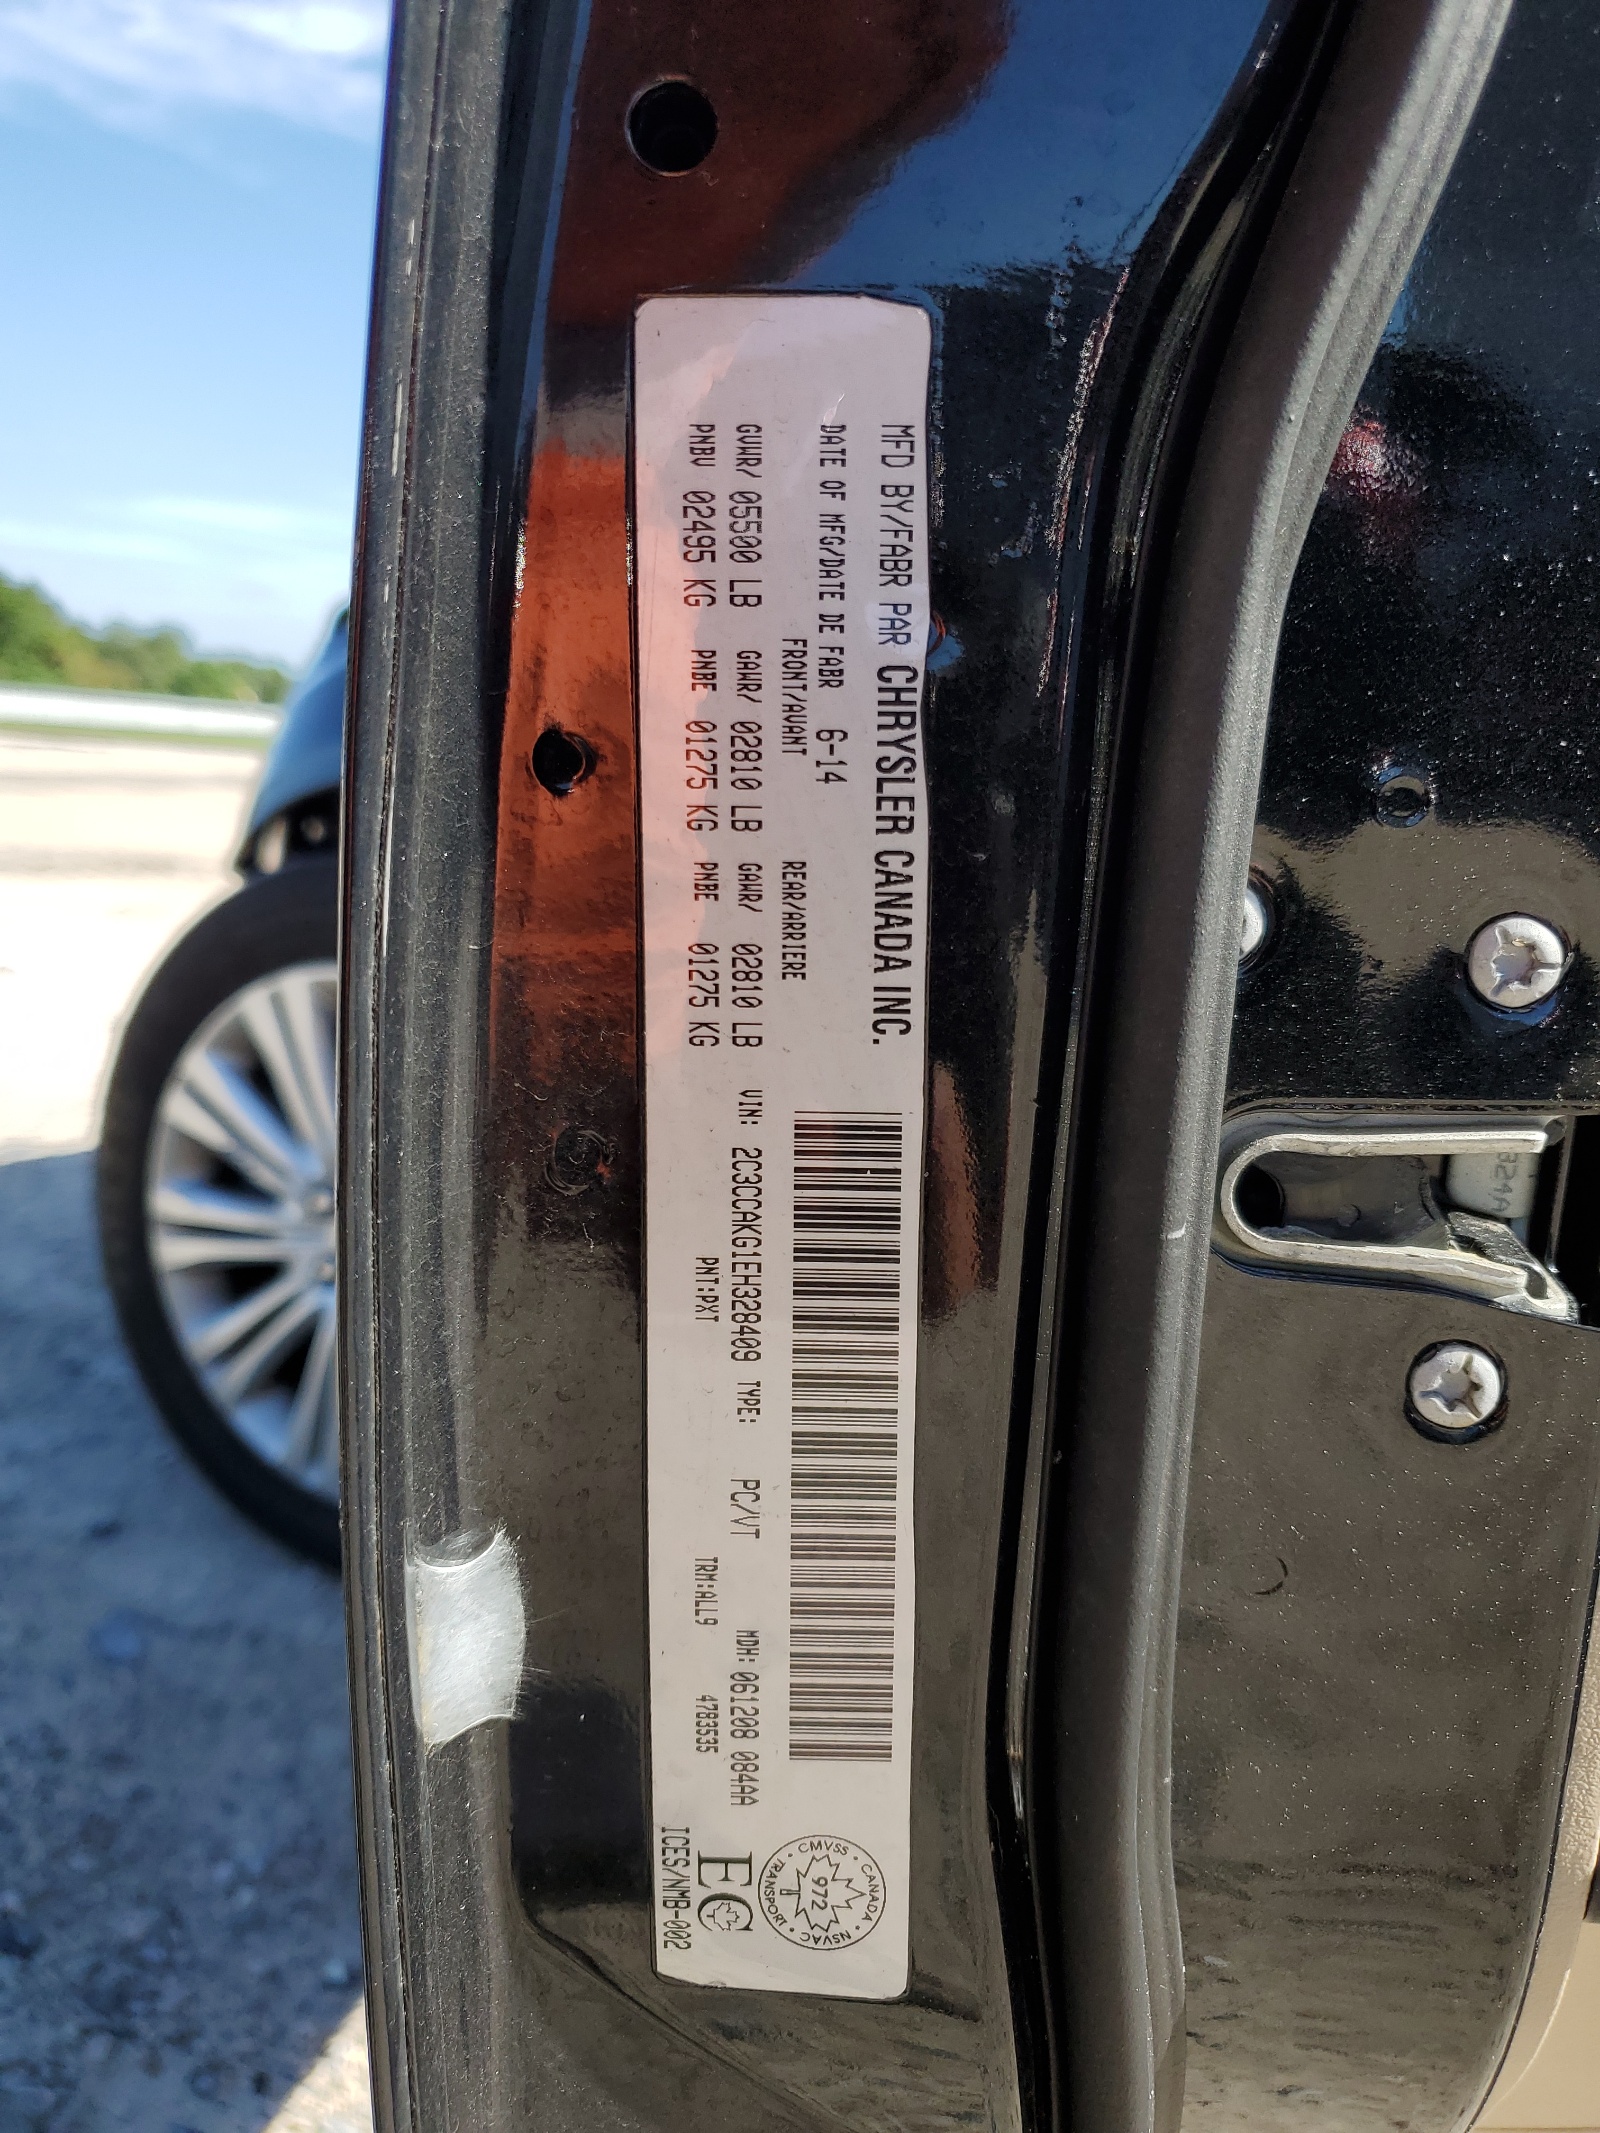 MFD BY/FABR PAR CHRYSLER CANADA INC.
DATE OF MFG/DATE DE FABR 6-14
FRONT/AVANT REAR/ARRIERE
GVWR/ 05500 LB GAWR/ 02810 LB GAWR/ 02810 LB VIN: 2C3CCAKG1EH328409 TYPE: PC/VT MDH: 061208 084AA
PNBV 02495 KG PNBE 01275 KG PNBE 01275 KG PNT:PXT TRM:ALL9 4783535
CMVSS • CANADA • NSVAC • TRANSPORT •
972
EC
ICES/NMB-002
324A